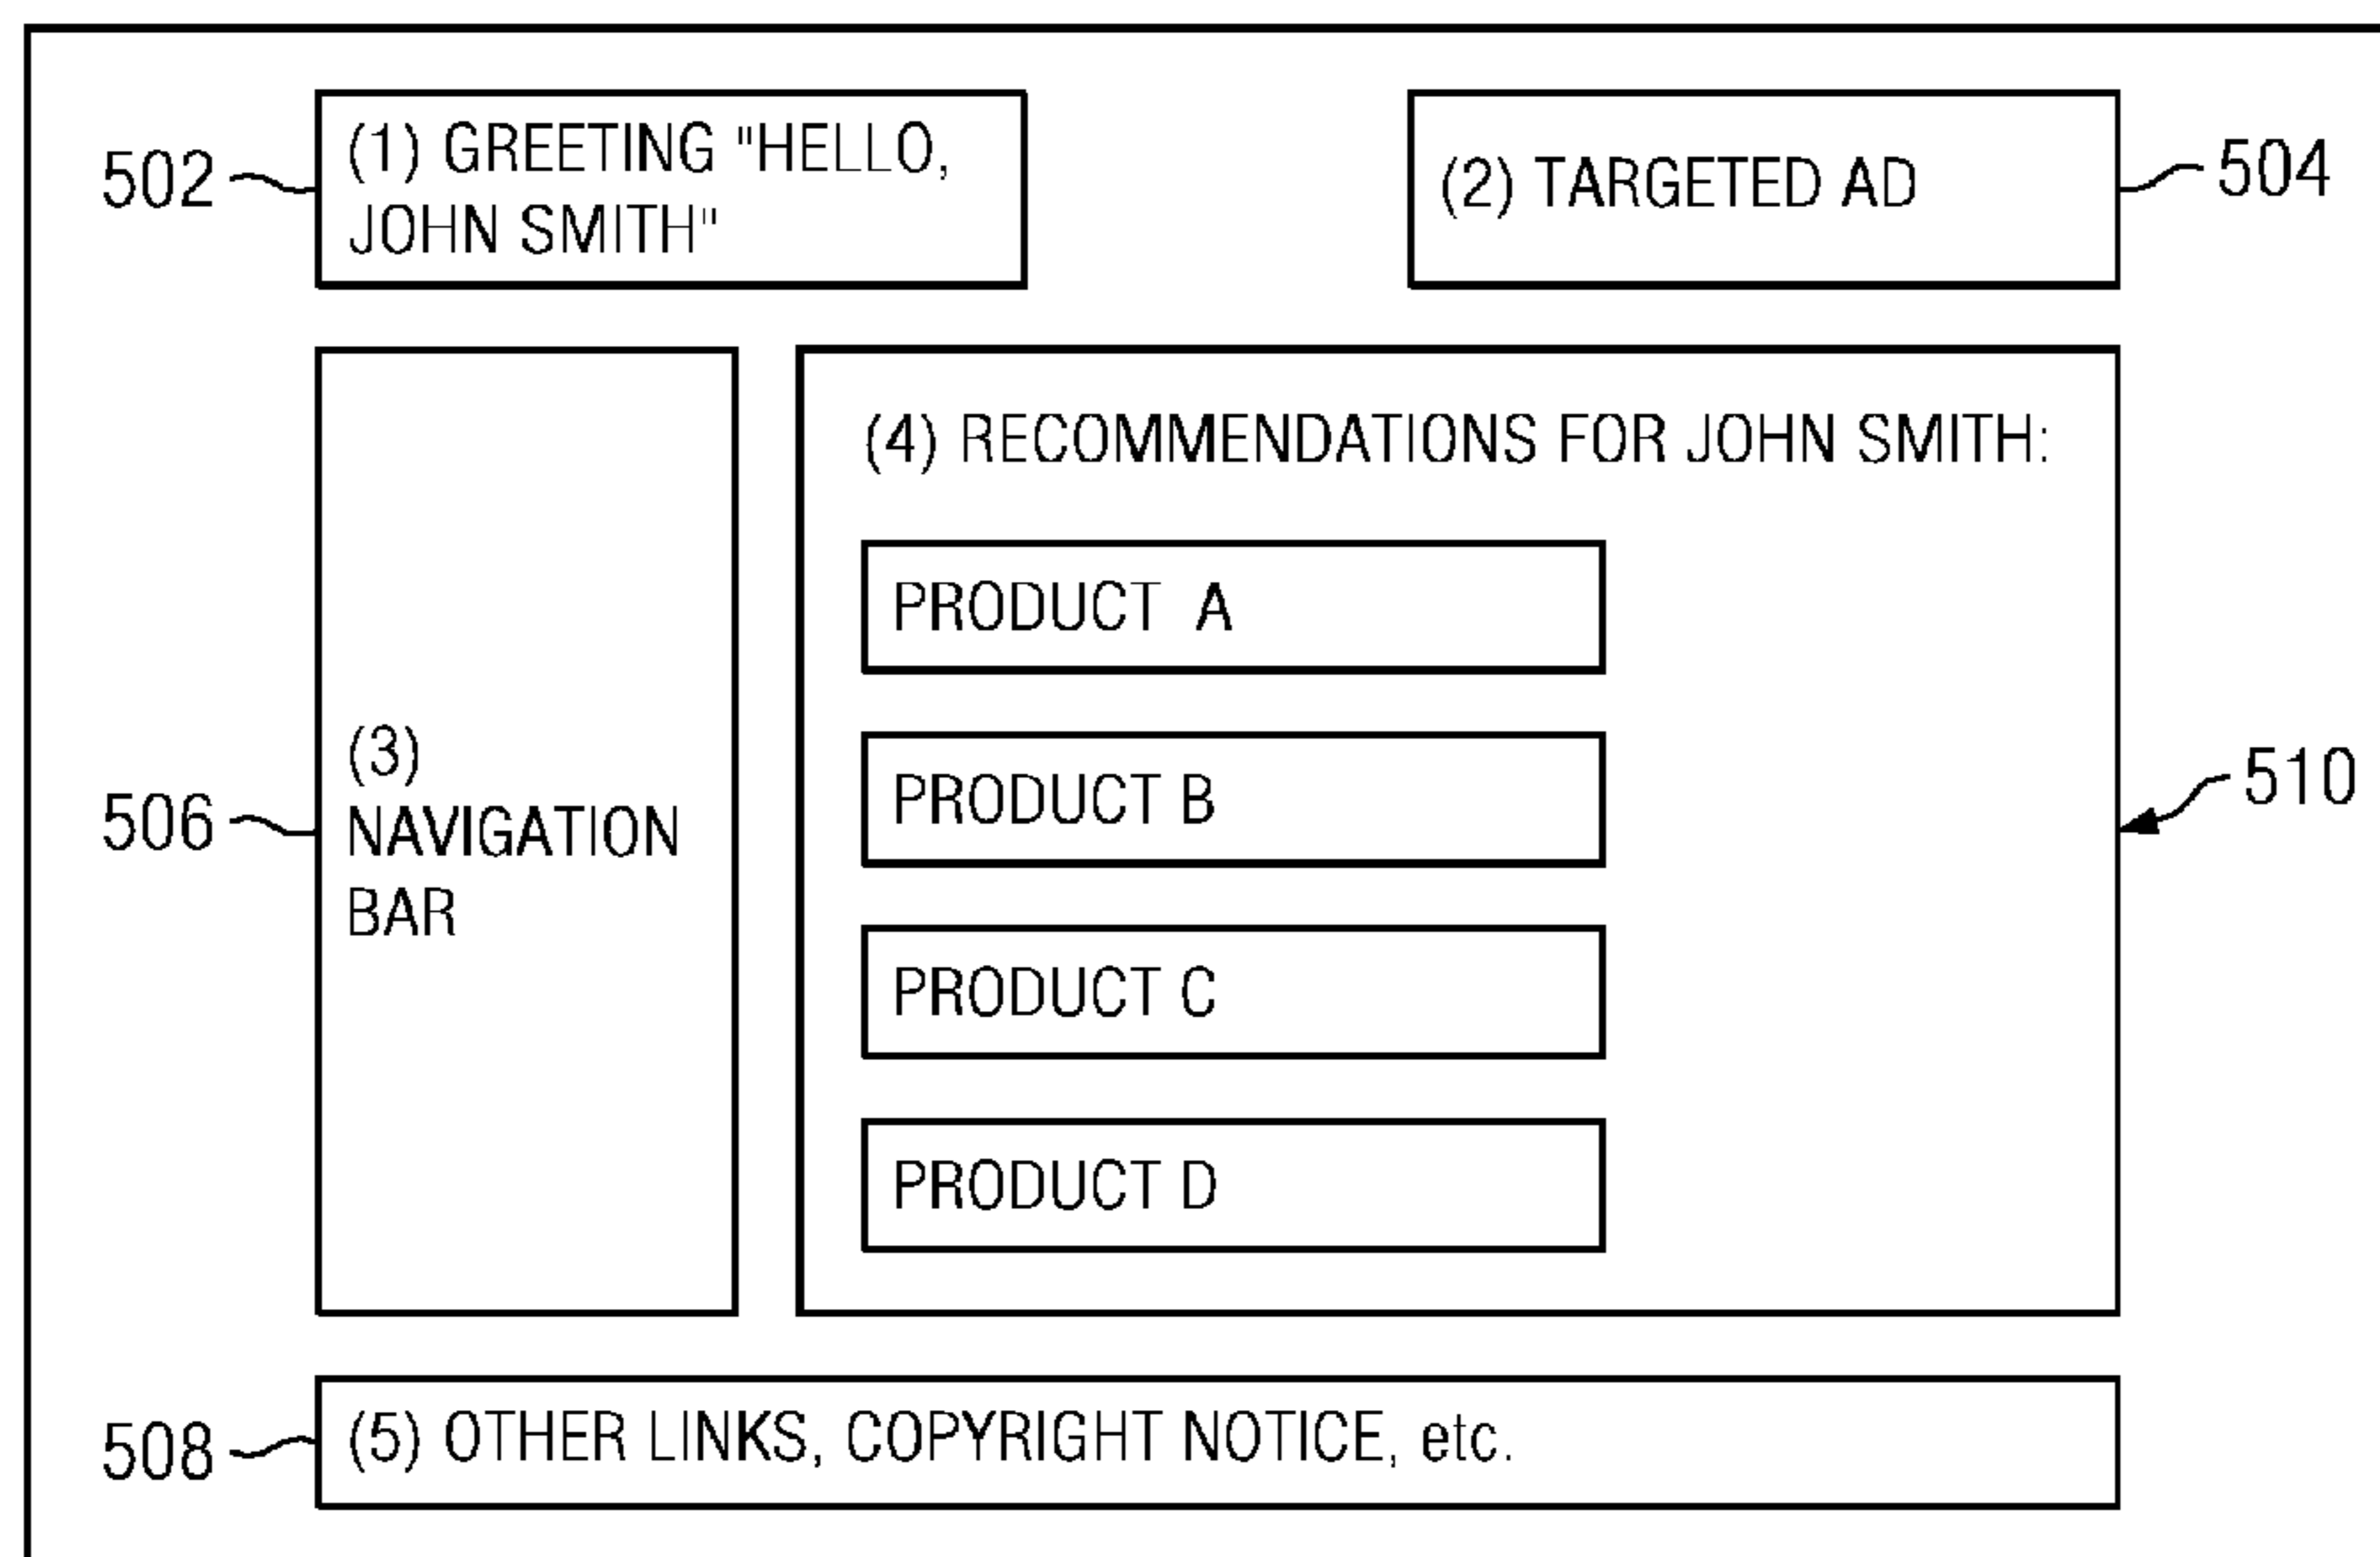 502
(1) GREETING "HELLO,
JOHN SMITH"
(2) TARGETED AD
504
506
(3)
NAVIGATION
BAR
(4) RECOMMENDATIONS FOR JOHN SMITH:
PRODUCT A
PRODUCT B
PRODUCT C
PRODUCT D
510
508
(5) OTHER LINKS, COPYRIGHT NOTICE, etc.